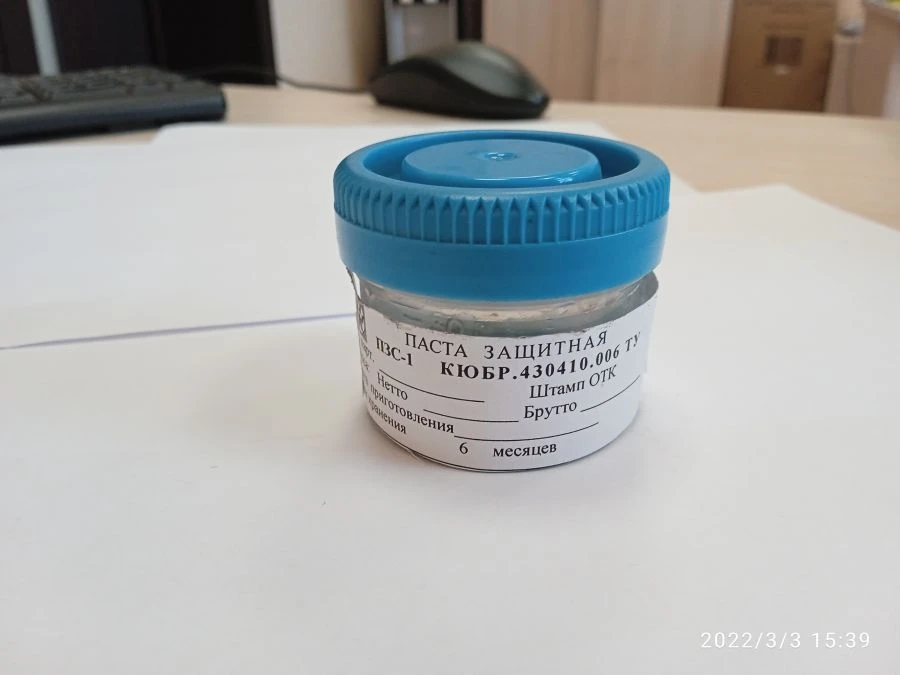 ПАСТА ЗАЩИТНАЯ
ПЗС-1 КЮБР.430410.006 ТУ
Штамп ОТК
Нетто
Брутто
приготовления
6 месяцев
2022/3/3 15:39